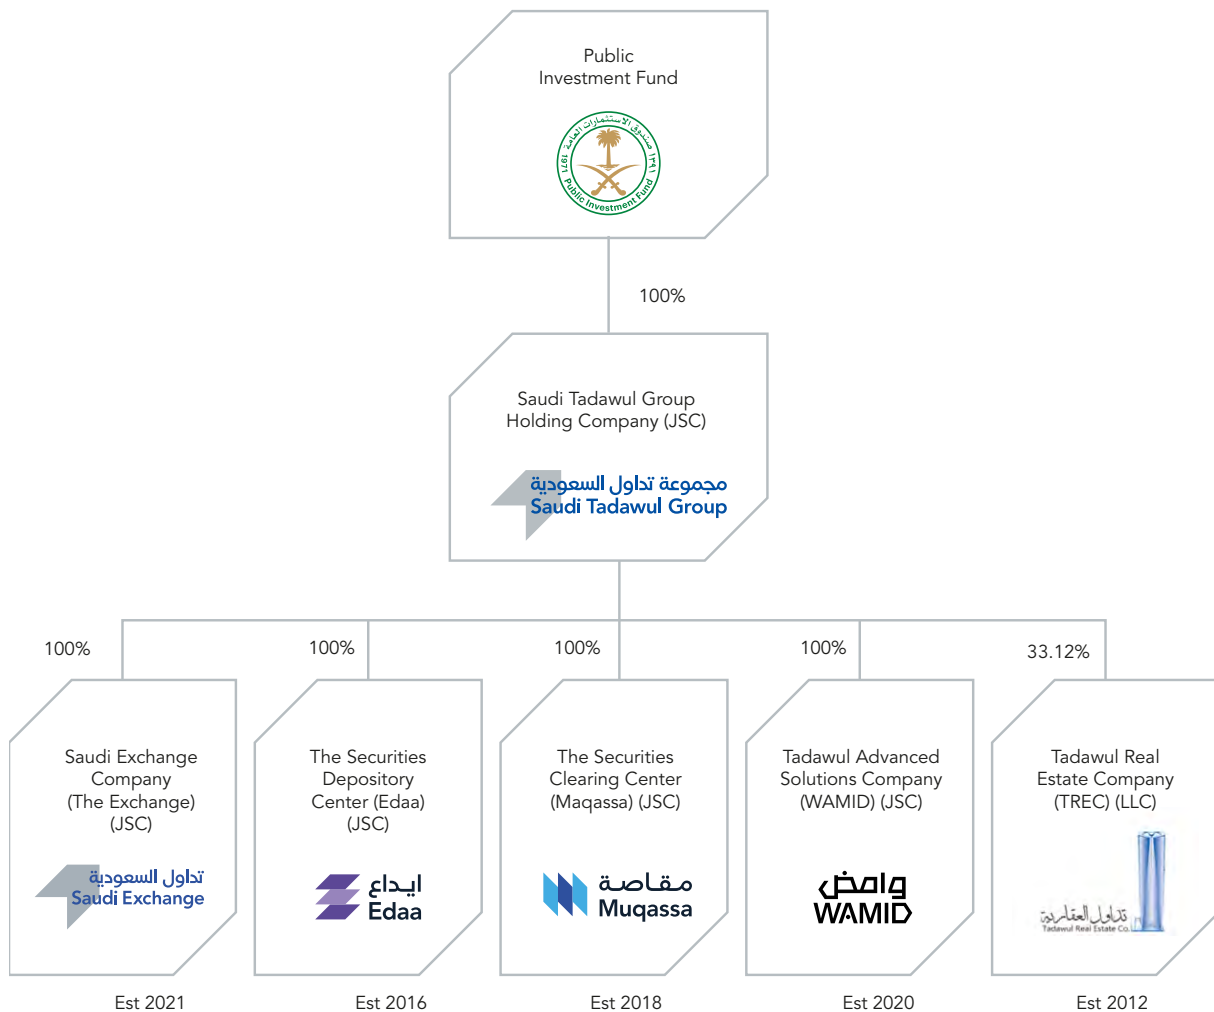 Public
Investment Fund
صندوق الاستثمارات العامة
١٣٩١
1971
Public Investment Fund
100%
Saudi Tadawul Group
Holding Company (JSC)
مجموعة تداول السعودية
Saudi Tadawul Group
100%
100%
100%
100%
33.12%
Saudi Exchange
Company
(The Exchange)
(JSC)
تداول السعودية
Saudi Exchange
The Securities
Depository
Center (Edaa)
(JSC)
ايداع
Edaa
The Securities
Clearing Center
(Maqassa) (JSC)
مقاصة
Muqassa
Tadawul Advanced
Solutions Company
(WAMID) (JSC)
وامض
WAMID
Tadawul Real
Estate Company
(TREC) (LLC)
تداول العقارية
Tadawul Real Estate Co.
Est 2021
Est 2016
Est 2018
Est 2020
Est 2012